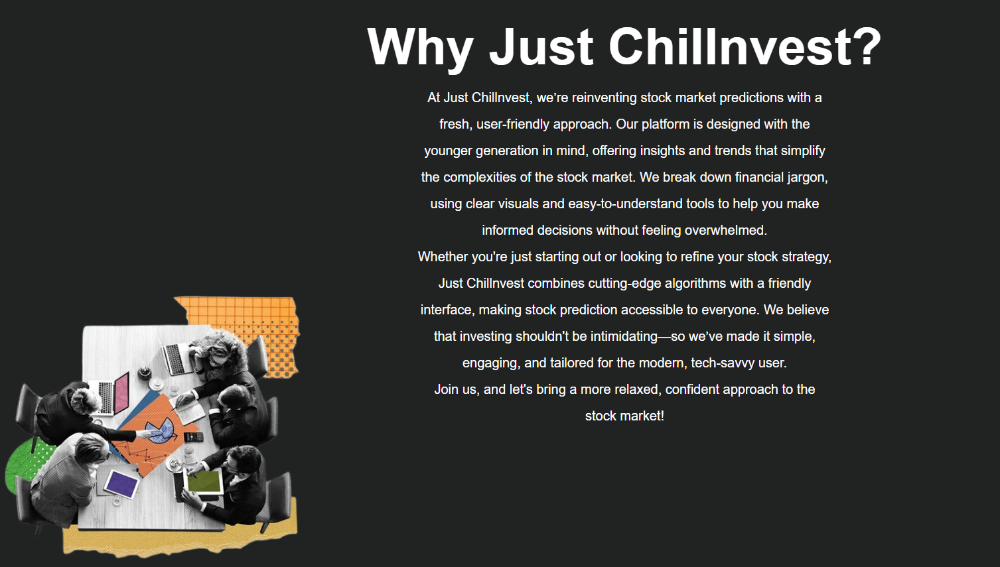 Why Just ChillNvest?
At Just ChillNvest, we’re reinventing stock market predictions with a
fresh, user-friendly approach. Our platform is designed with the
younger generation in mind, offering insights and trends that simplify
the complexities of the stock market. We break down financial jargon,
using clear visuals and easy-to-understand tools to help you make
informed decisions without feeling overwhelmed.
Whether you're just starting out or looking to refine your stock strategy,
Just ChillNvest combines cutting-edge algorithms with a friendly
interface, making stock prediction accessible to everyone. We believe
that investing shouldn't be intimidating—so we’ve made it simple,
engaging, and tailored for the modern, tech-savvy user.
Join us, and let's bring a more relaxed, confident approach to the
stock market!